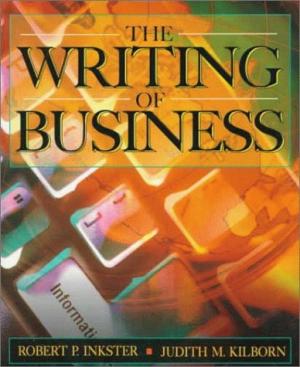 THE
WRITING
OF
BUSINESS
Informati
ROBERT P. INKSTER ▪ JUDITH M. KILBORN